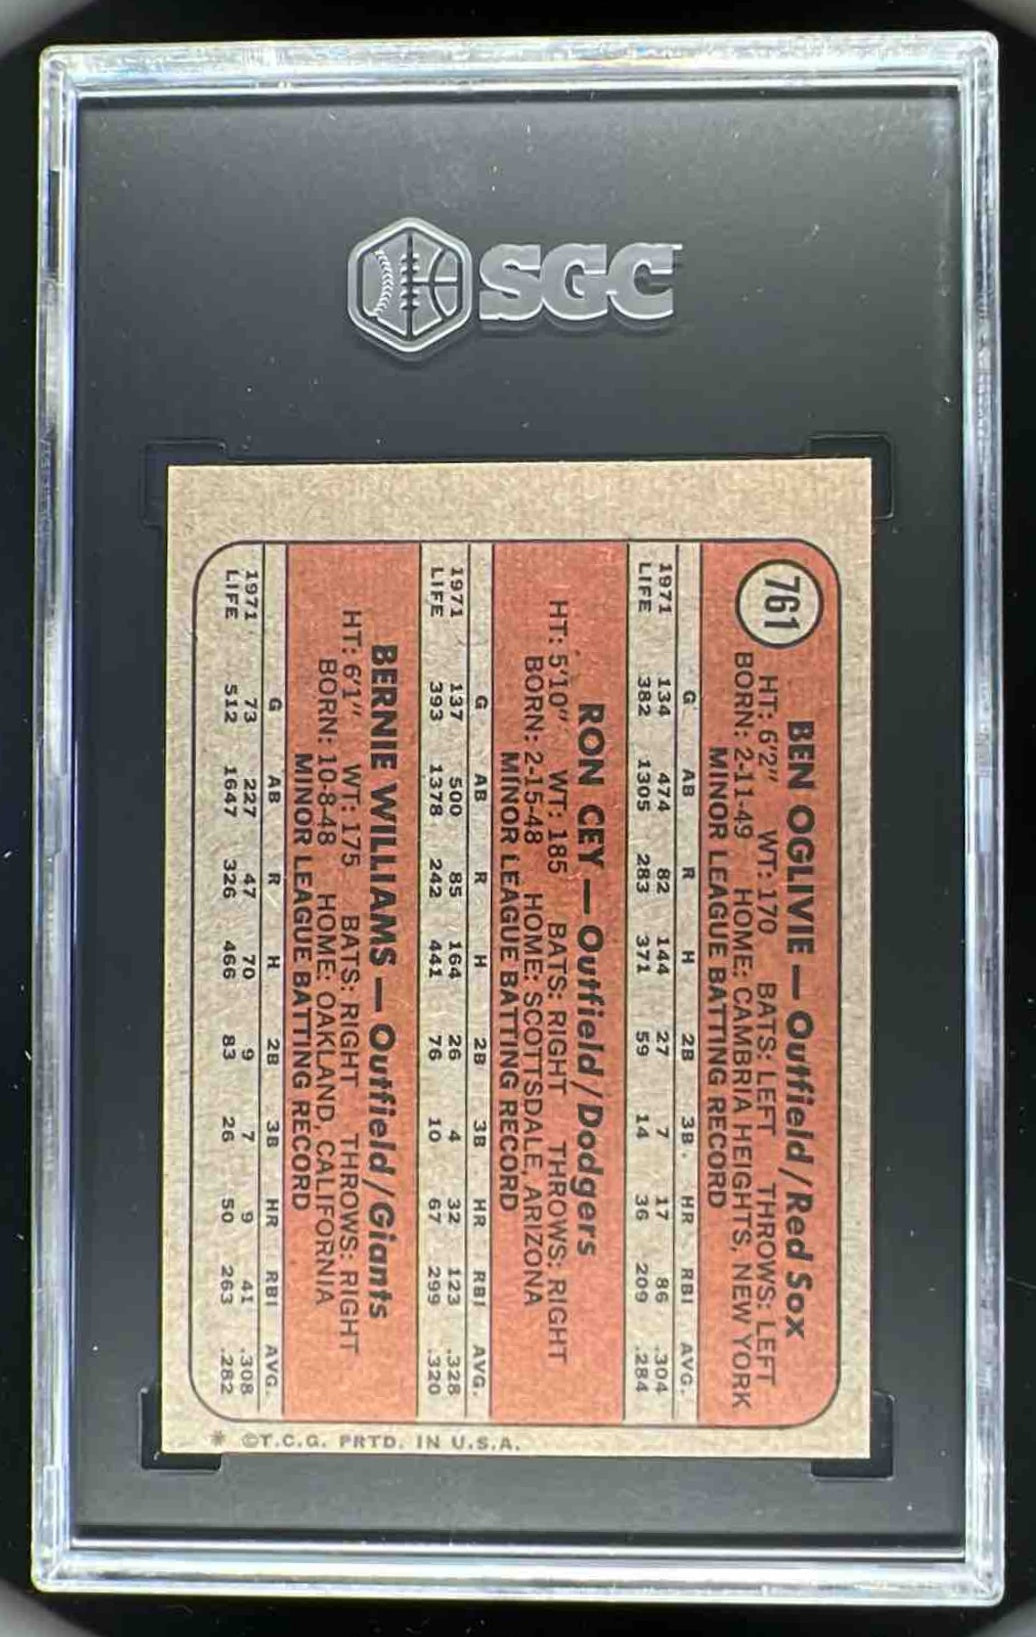 SGC
761
BEN OGLIVIE — Outfield/Red Sox
HT: 6'2" WT: 170 BATS: LEFT THROWS: LEFT
BORN: 2-11-49 HOME: CAMBRIA HEIGHTS, NEW YORK
MINOR LEAGUE BATTING RECORD
G AB R H 2B 3B. HR RBI AVG.
1971 134 474 82 144 27 7 17 86 .304
LIFE 382 1305 283 371 59 14 36 209 .284
RON CEY — Outfield/Dodgers
HT: 5'10" WT: 185 BATS: RIGHT THROWS: RIGHT
BORN: 2-15-48 HOME: SCOTTSDALE, ARIZONA
MINOR LEAGUE BATTING RECORD
G AB R H 2B 3B HR RBI AVG.
1971 137 500 85 164 26 4 32 123 .328
LIFE 393 1378 242 441 76 10 67 299 .320
BERNIE WILLIAMS — Outfield/Giants
HT: 6'1" WT: 175 BATS: RIGHT THROWS: RIGHT
BORN: 10-8-48 HOME: OAKLAND, CALIFORNIA
MINOR LEAGUE BATTING RECORD
G AB R H 2B 3B HR RBI AVG.
1971 73 227 47 70 9 7 9 41 .308
LIFE 512 1647 326 466 83 26 50 263 .282
* ©T.C.G. PRTD. IN U.S.A.